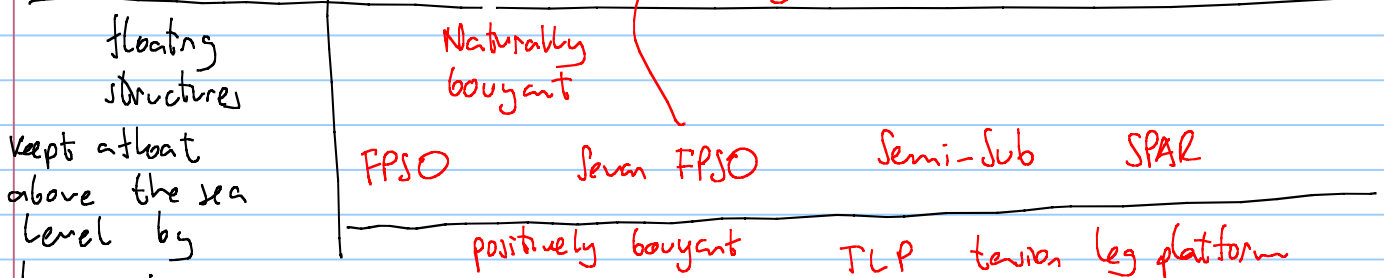 floating
structures
kept afloat
above the sea
level by
Naturally
bouyant
FPSO Sevan FPSO Semi-Sub SPAR
positively bouyant TLP tension leg platform